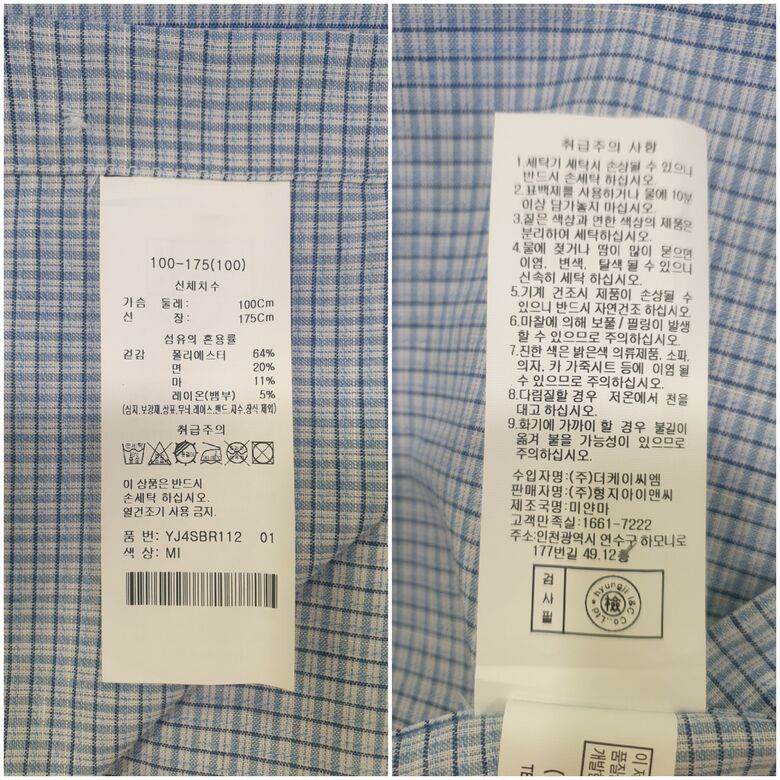 100-175(100)
신체치수
가슴 둘레: 100Cm
신 장: 175Cm
섬유의 혼용률
겉감 폴리에스터 64%
면 20%
마 11%
레이온(뱀부) 5%
(심지,보강재,상표,무늬,레이스,밴드,자수,장식 제외)
취급주의
이 상품은 반드시
손세탁 하십시오.
열건조기 사용 금지.
품 번: YJ4SBR112 01
색 상: MI
취급주의 사항
1.세탁기 세탁시 손상될 수 있으니
반드시 손세탁 하십시오.
2.표백제를 사용하거나 물에 10분
이상 담가놓지 마십시오.
3.짙은 색상과 연한 색상의 제품은
분리하여 세탁하십시오.
4.물에 젖거나 땀이 많이 묻으면
이염, 변색, 탈색 될 수 있으니
신속히 세탁 하십시오.
5.기계 건조시 제품이 손상될 수
있으니 반드시 자연건조 하십시오
6.마찰에 의해 보풀/필링이 발생
할 수 있으므로 주의하십시오.
7.진한 색은 밝은색 의류제품, 소파,
의자, 카 가죽시트 등에 이염 될
수 있으므로 주의하십시오.
8.다림질할 경우 저온에서 천을
대고 하십시오.
9.화기에 가까이 할 경우 불길이
옮겨 붙을 가능성이 있으므로
주의하십시오.
수입자명:(주)더케이씨엠
판매자명:(주)형지아이앤씨
제조국명:미얀마
고객만족실:1661-7222
주소:인천광역시 연수구 하모니로
177번길 49.12층
검사필
hyungji I&C Co.,Ltd
檢
이 제
품질
개발
TE